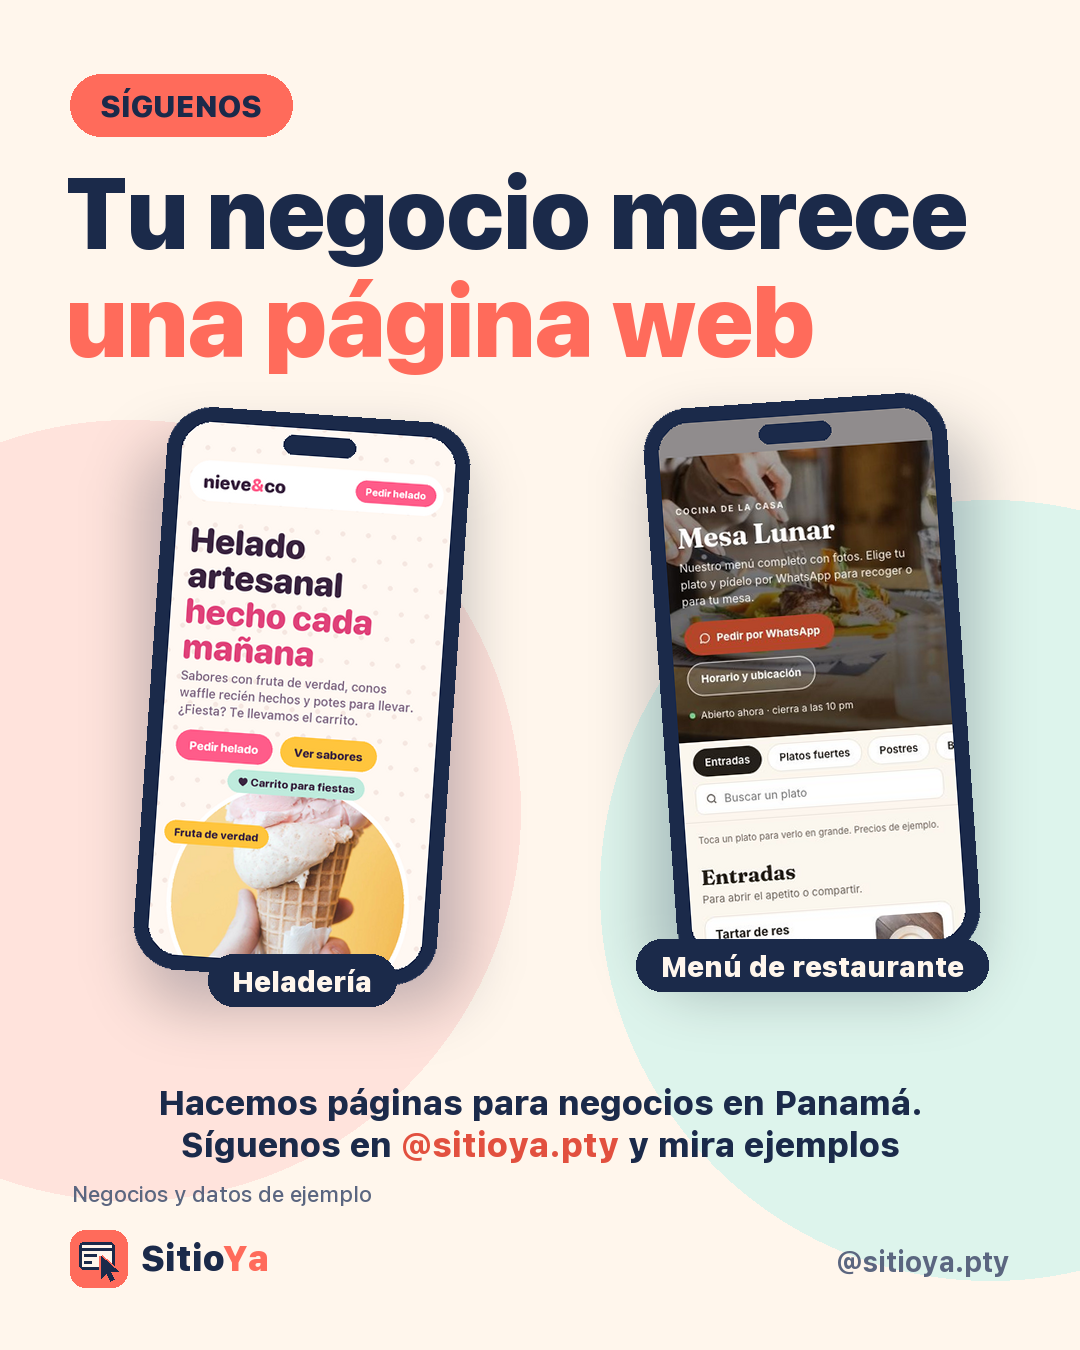 SÍGUENOS
Tu negocio merece
una página web
nieve&co
Pedir helado
Helado
artesanal
hecho cada
mañana
Sabores con fruta de verdad, conos
waffle recién hechos y potes para llevar.
¿Fiesta? Te llevamos el carrito.
Pedir helado
Ver sabores
Carrito para fiestas
Fruta de verdad
Heladería
COCINA DE LA CASA
Mesa Lunar
Nuestro menú completo con fotos. Elige tu
plato y pídelo por WhatsApp para recoger o
para tu mesa.
Pedir por WhatsApp
Horario y ubicación
Abierto ahora · cierra a las 10 pm
Entradas
Platos fuertes
Postres
B
Buscar un plato
Toca un plato para verlo en grande. Precios de ejemplo.
Entradas
Para abrir el apetito o compartir.
Tartar de res
Menú de restaurante
Hacemos páginas para negocios en Panamá.
Síguenos en @sitioya.pty y mira ejemplos
Negocios y datos de ejemplo
SitioYa
@sitioya.pty